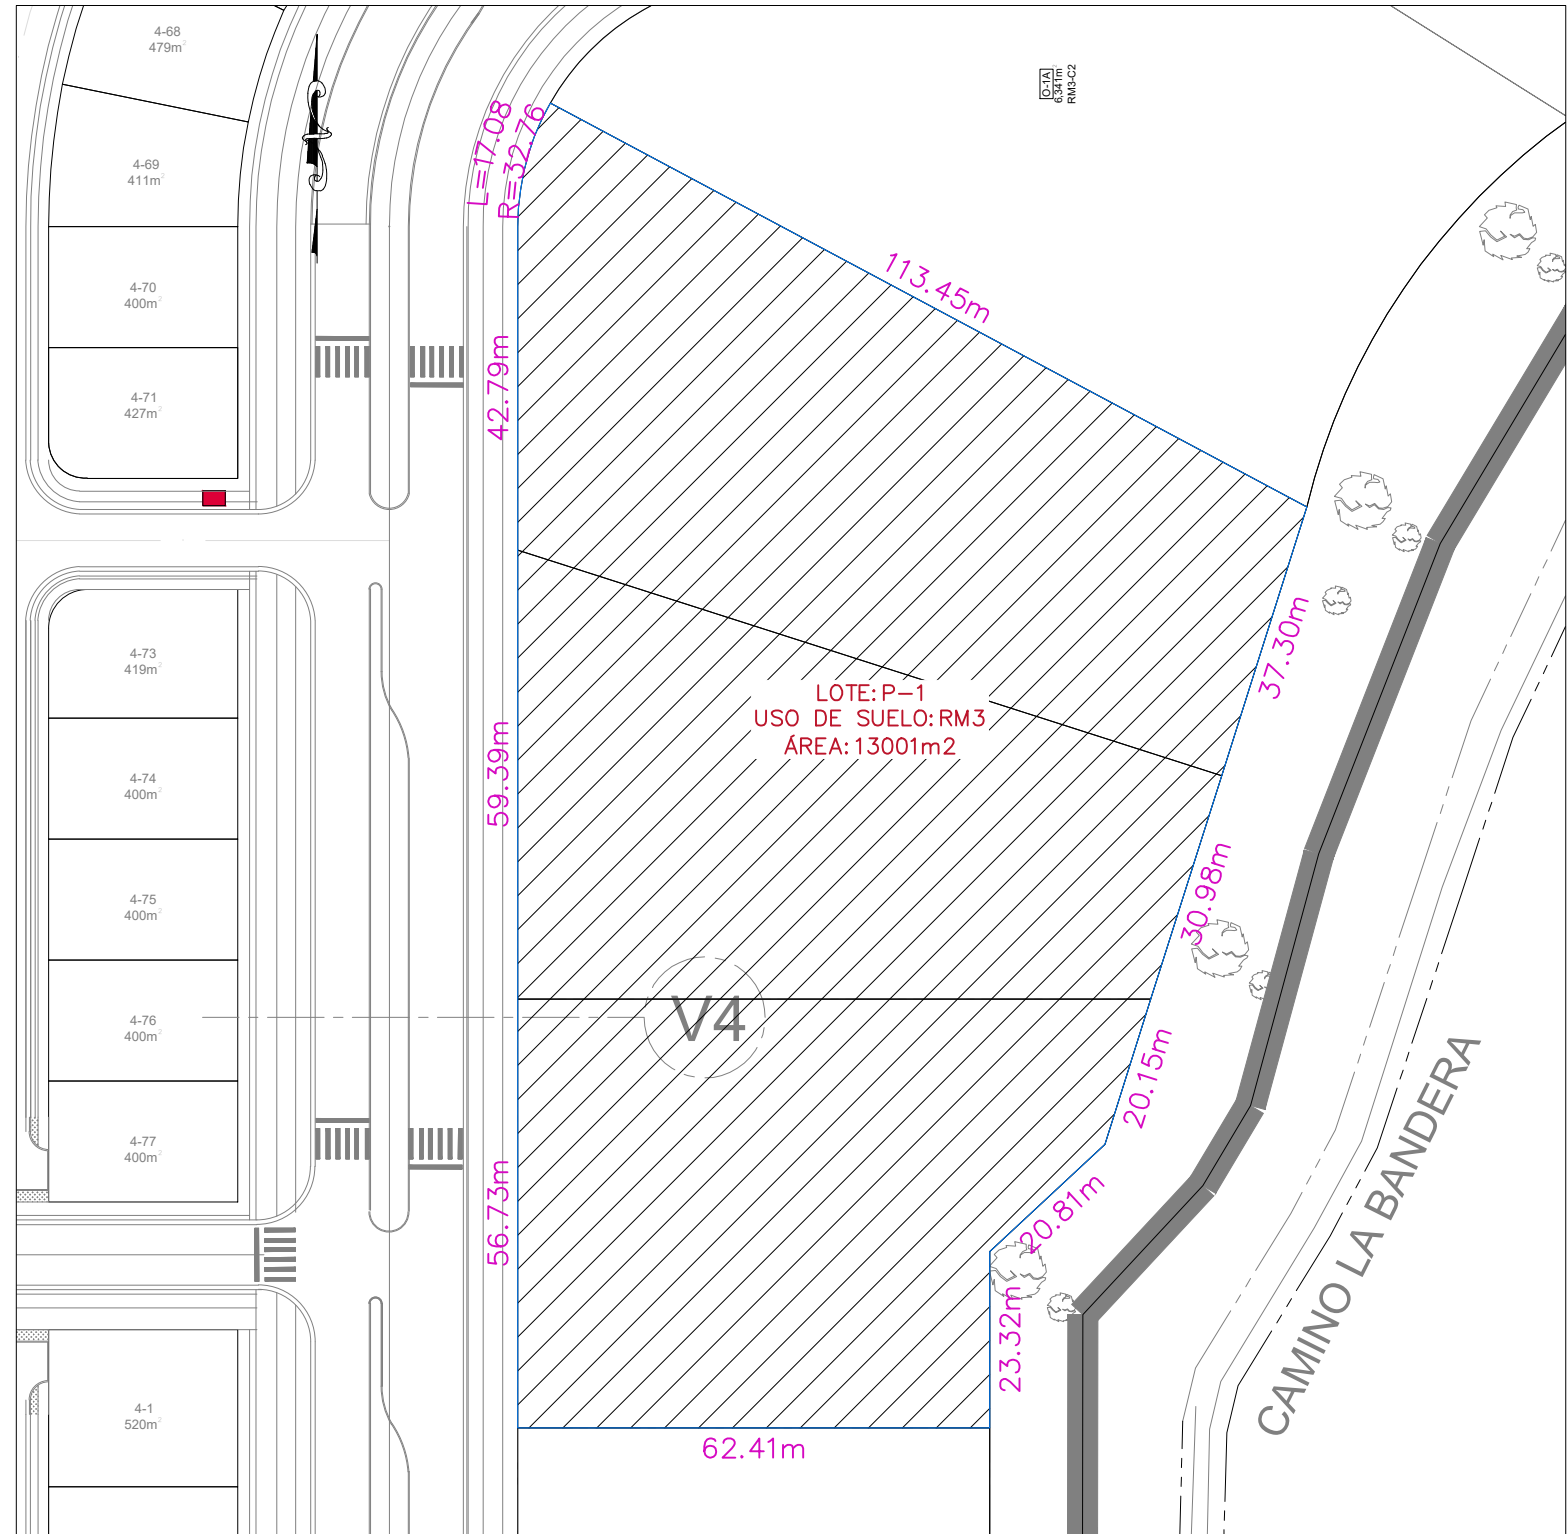 4-68
479m²
4-69
411m²
4-70
400m²
4-71
427m²
4-73
419m²
4-74
400m²
4-75
400m²
4-76
400m²
4-77
400m²
4-1
520m²
O-1A
6,341m²
RM3-C2
L=17.08
R=32.76
113.45m
42.79m
37.30m
LOTE:P-1
USO DE SUELO:RM3
ÁREA:13001m2
59.39m
30.98m
V4
20.15m
56.73m
20.81m
23.32m
62.41m
CAMINO LA BANDERA